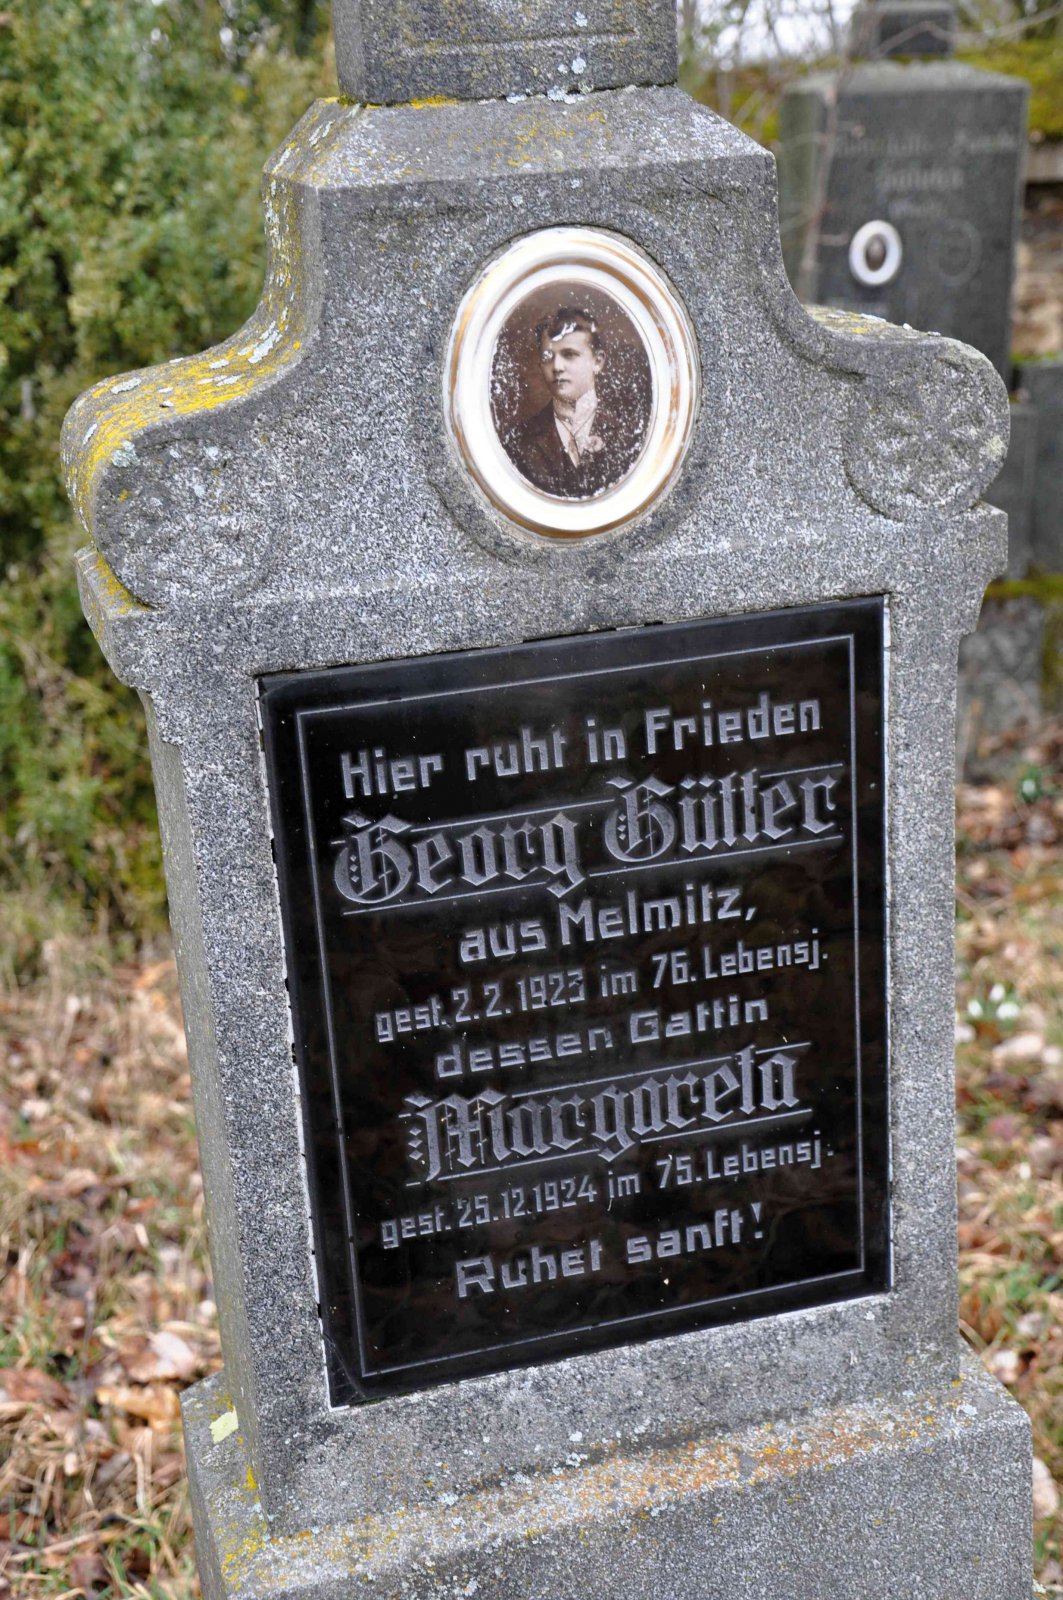 Hier ruht in Frieden
Georg Gütter
aus Melmitz,
gest. 2.2.1923 im 76. Lebensj.
dessen Gattin
Margareta
gest. 25.12.1924 im 75. Lebensj.
Ruhet sanft!